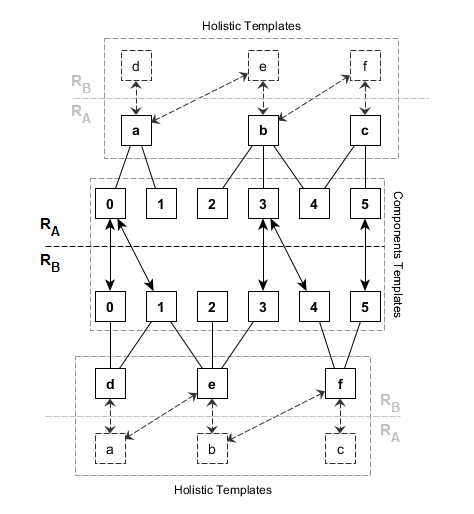 Holistic Templates
d e f
R_B
R_A
a b c
0 1 2 3 4 5
Components Templates
R_A
R_B
0 1 2 3 4 5
d e f
R_B
R_A
a b c
Holistic Templates